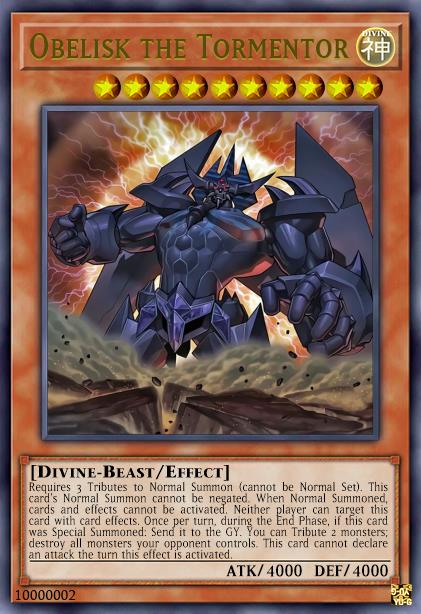 OBELISK THE TORMENTOR
DIVINE
神
[DIVINE-BEAST/EFFECT]
Requires 3 Tributes to Normal Summon (cannot be Normal Set). This
card's Normal Summon cannot be negated. When Normal Summoned,
cards and effects cannot be activated. Neither player can target this
card with card effects. Once per turn, during the End Phase, if this card
was Special Summoned: Send it to the GY. You can Tribute 2 monsters;
destroy all monsters your opponent controls. This card cannot declare
an attack the turn this effect is activated.
ATK/4000 DEF/4000
10000002